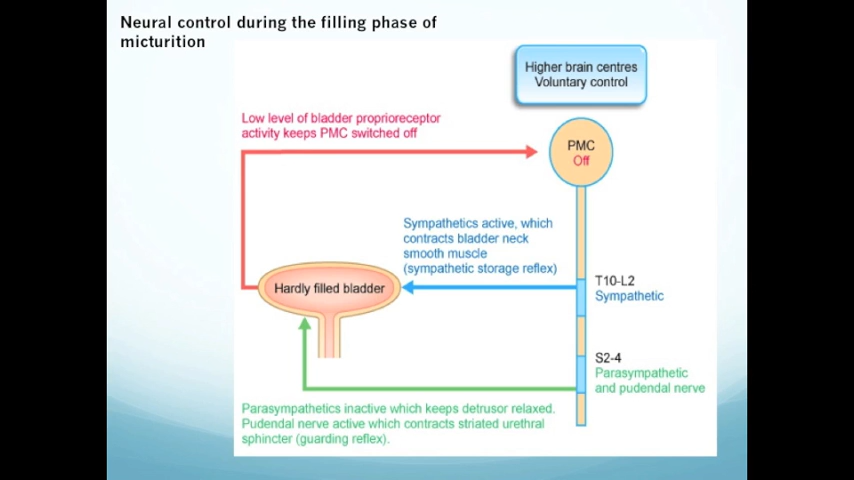 Neural control during the filling phase of
micturition
Higher brain centres
Voluntary control
Low level of bladder proprioreceptor
activity keeps PMC switched off
PMC
Off
Sympathetics active, which
contracts bladder neck
smooth muscle
(sympathetic storage reflex)
Hardly filled bladder
T10-L2
Sympathetic
S2-4
Parasympathetic
and pudendal nerve
Parasympathetics inactive which keeps detrusor relaxed.
Pudendal nerve active which contracts striated urethral
sphincter (guarding reflex).